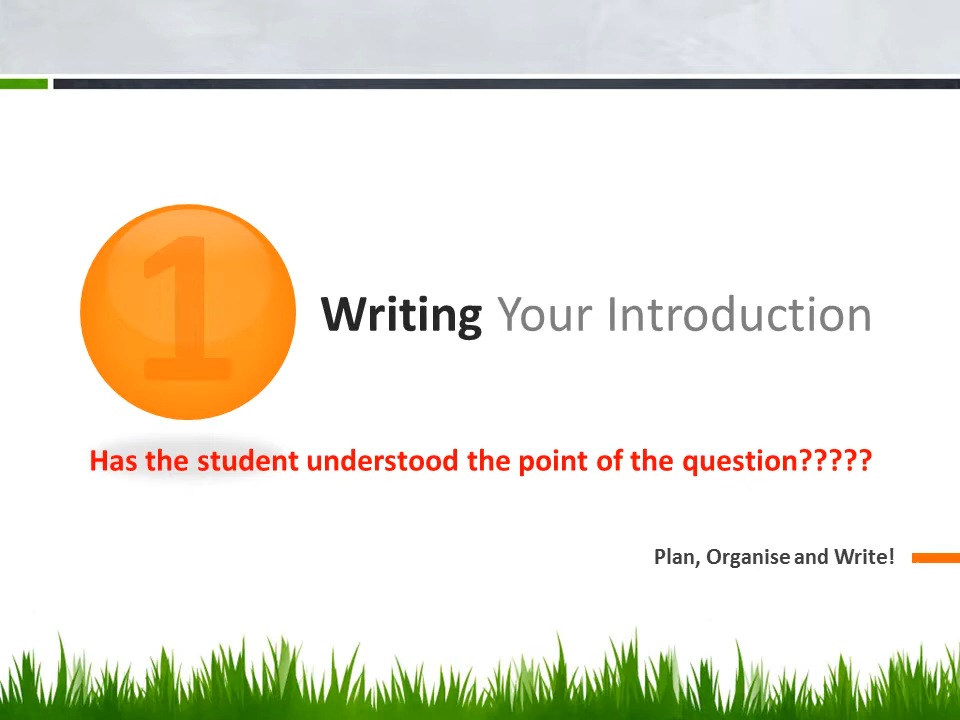 1
Writing Your Introduction
Has the student understood the point of the question?????
Plan, Organise and Write!